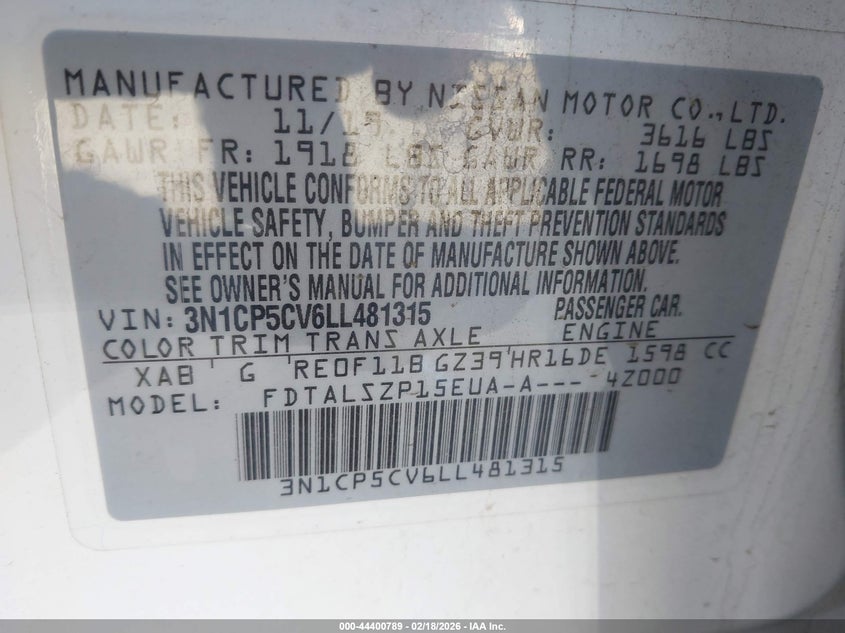 MANUFACTURED BY NISSAN MOTOR CO., LTD.
DATE: 11/19 GVWR: 3616 LBS
GAWR FR: 1918 LBS GAWR RR: 1698 LBS
THIS VEHICLE CONFORMS TO ALL APPLICABLE FEDERAL MOTOR
VEHICLE SAFETY, BUMPER AND THEFT PREVENTION STANDARDS
IN EFFECT ON THE DATE OF MANUFACTURE SHOWN ABOVE.
SEE OWNER'S MANUAL FOR ADDITIONAL INFORMATION.
VIN: 3N1CP5CV6LL481315 PASSENGER CAR.
COLOR TRIM TRANS AXLE ENGINE
XAB G RE0F11B GZ39 HR16DE 1598 CC
MODEL: FDTALSZP15EUA-A--- -4Z000
3N1CP5CV6LL481315
000-44400789 - 02/18/2026 - IAA Inc.